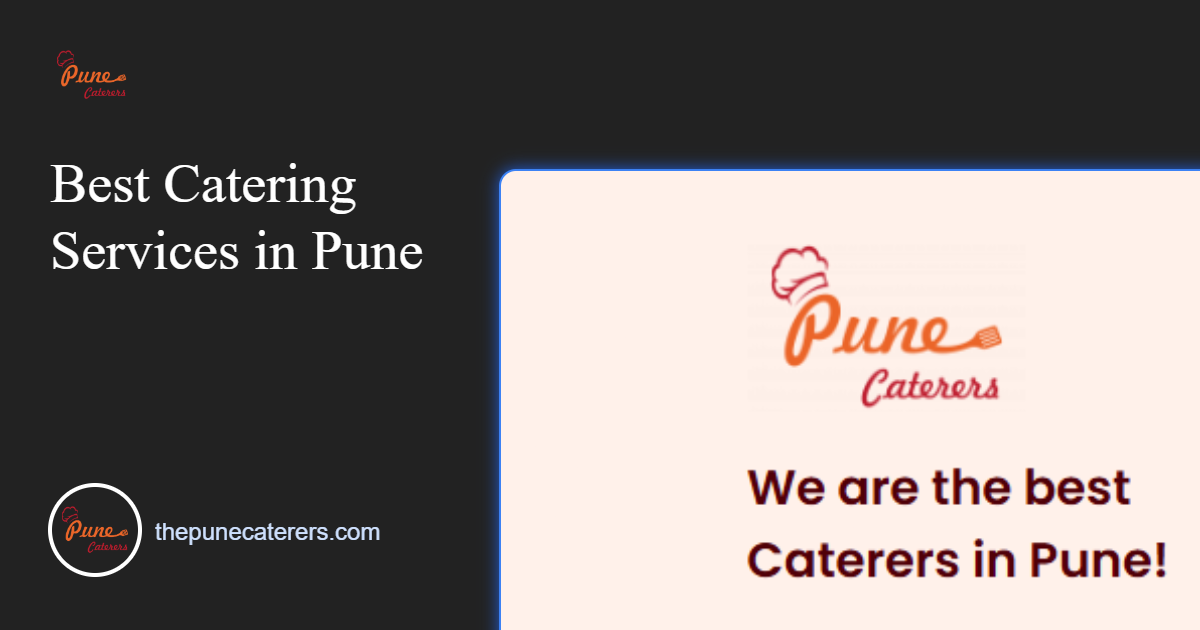 Pune
Caterers
Best Catering
Services in Pune
Pune
Caterers
thepunecaterers.com
Pune
Caterers
We are the best
Caterers in Pune!